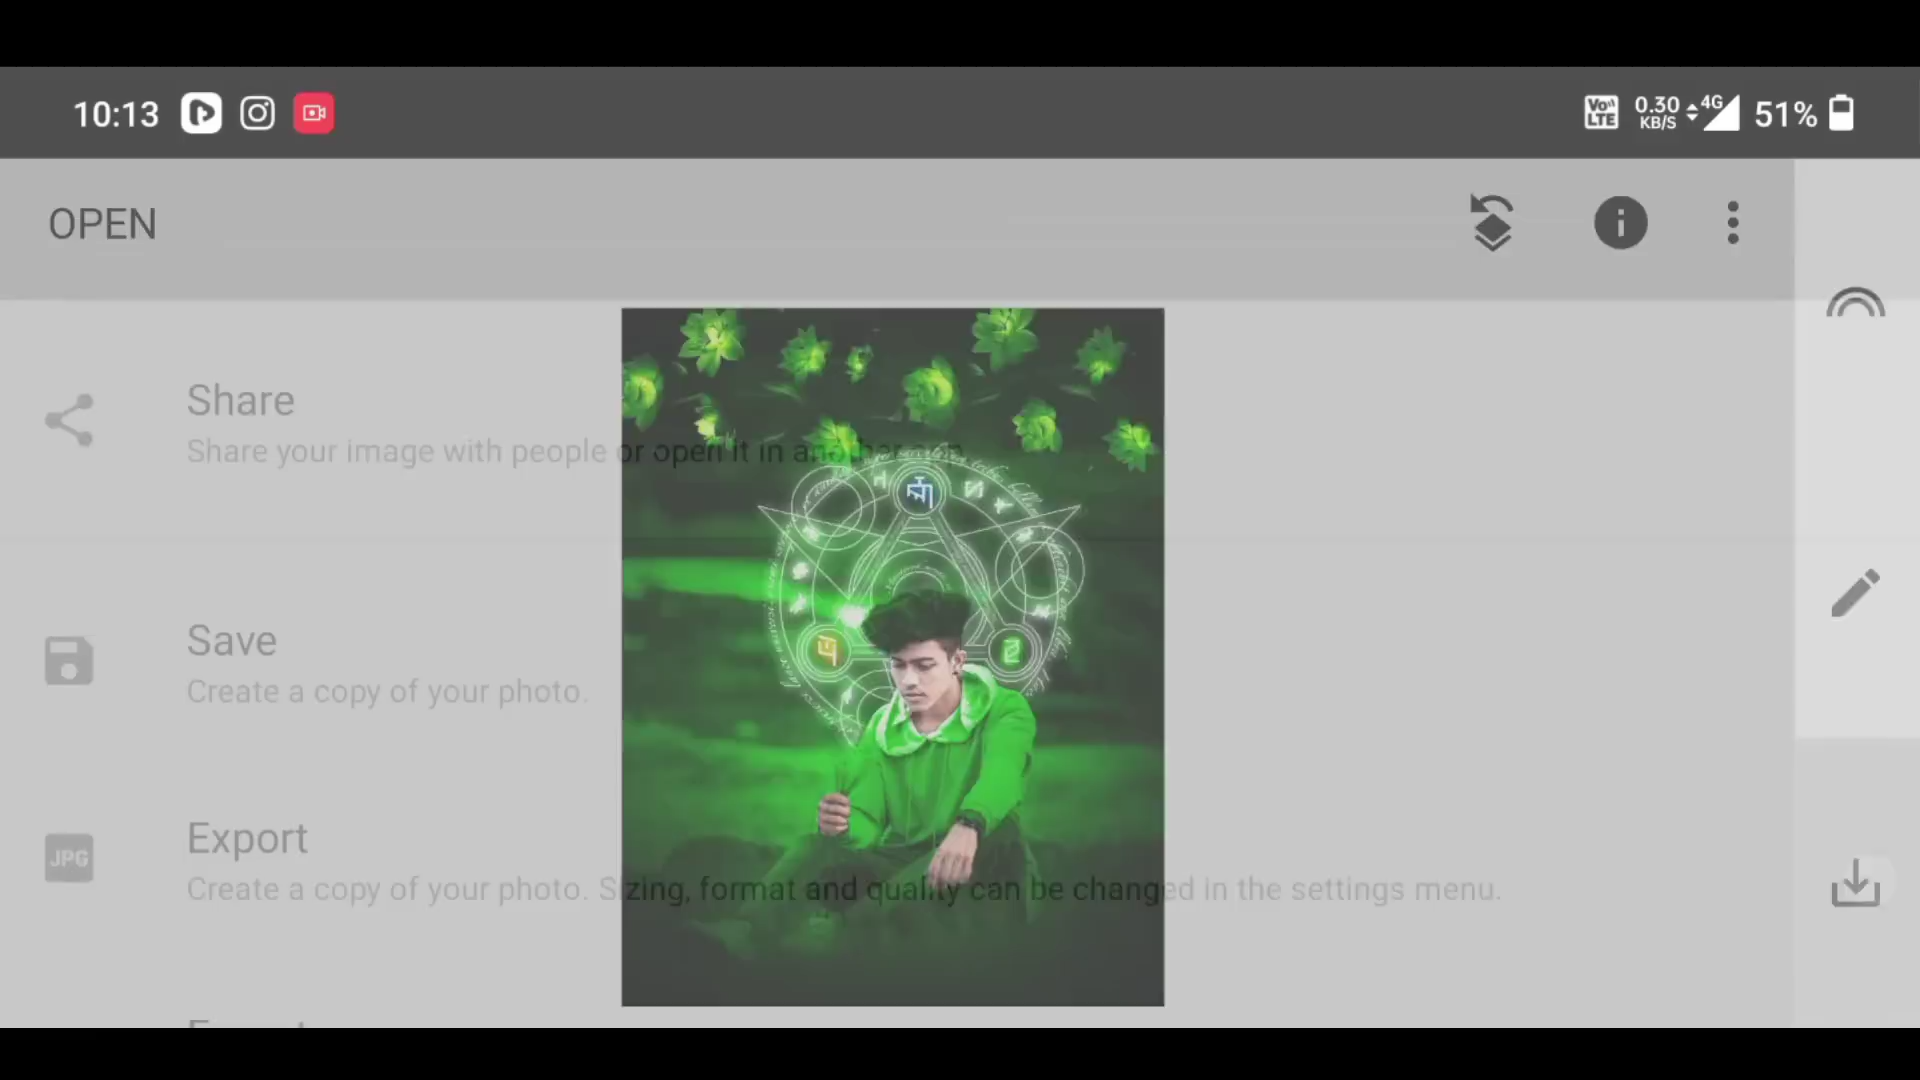 10:13
Vo LTE
0.30 KB/S
4G
51%
OPEN
Share
Share your image with people or open it in another app.
Save
Create a copy of your photo.
JPG
Export
Create a copy of your photo. Sizing, format and quality can be changed in the settings menu.